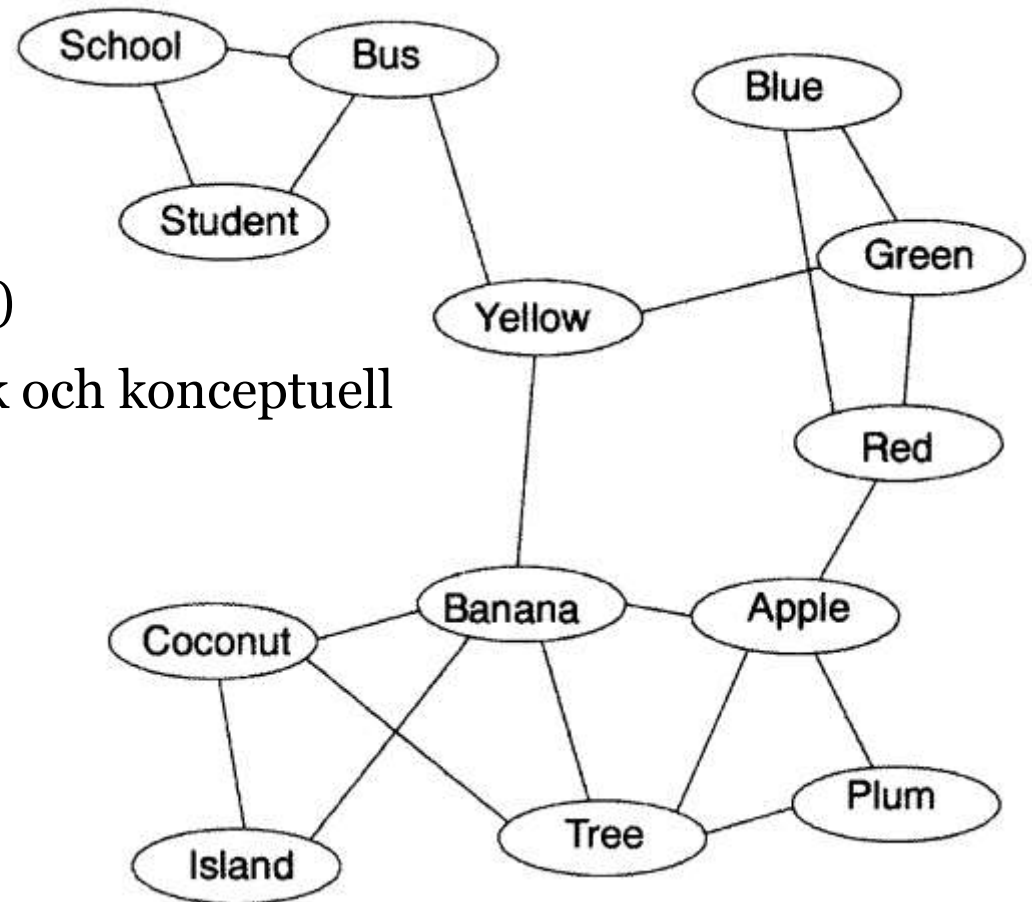 School
Bus
Blue
Student
Green
)
Yellow
och konceptuell
Red
Banana
Apple
Coconut
Plum
Tree
Island